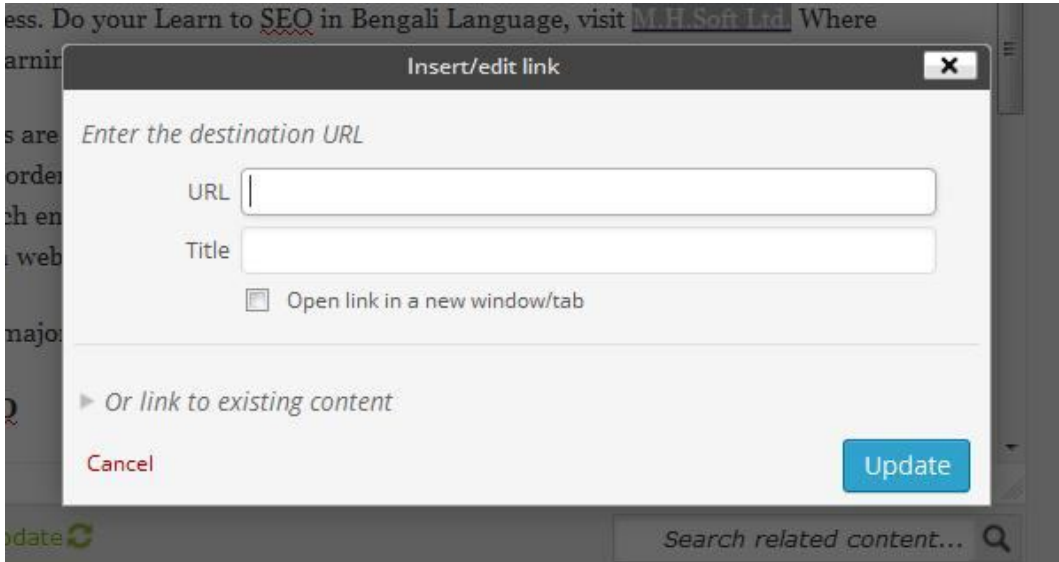 ess. Do your Learn to SEO in Bengali Language, visit M.H.Soft Ltd. Where
Insert/edit link
s are
Enter the destination URL
URL
Title
web
Open link in a new window/tab
Or link to existing content
Cancel
Update
Search related content...